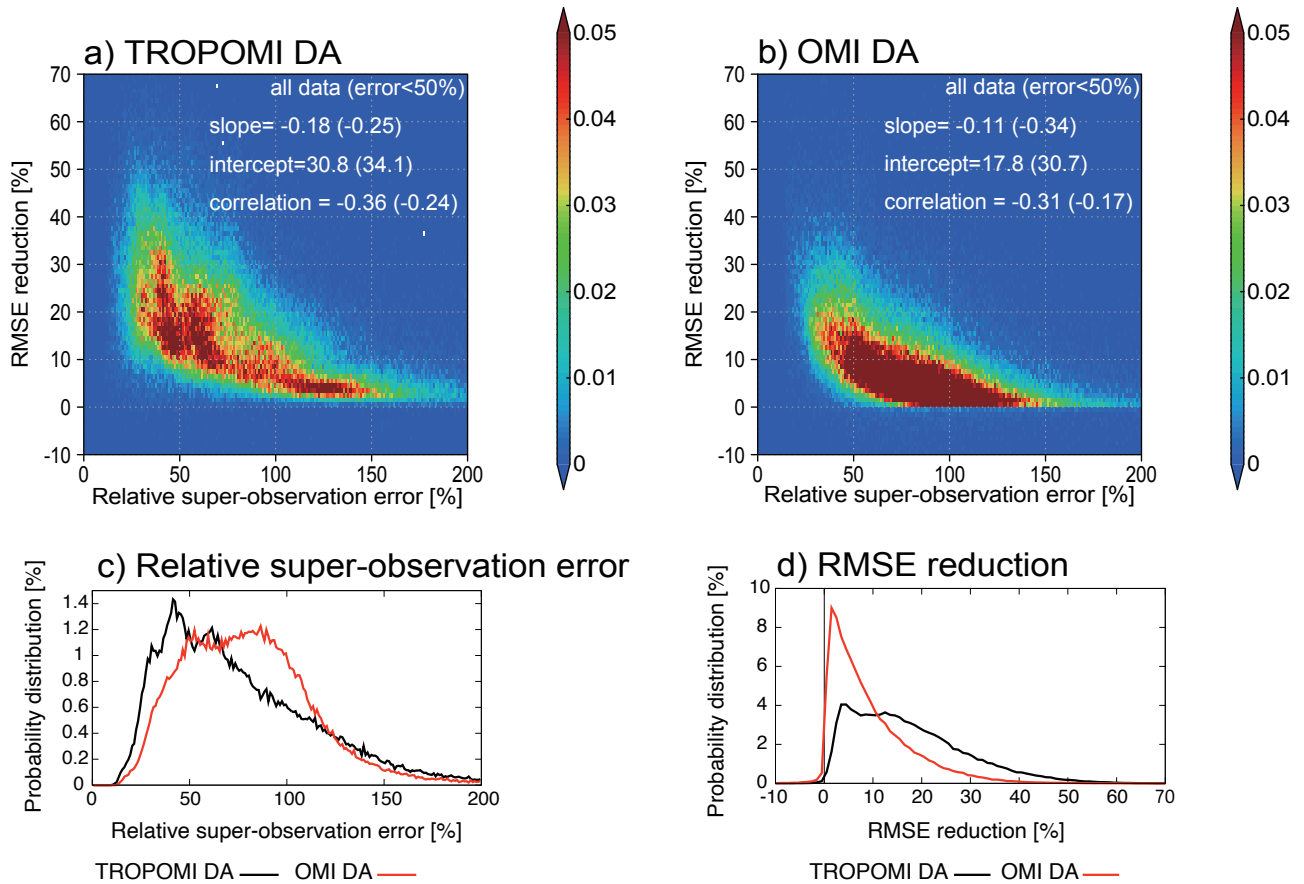 a) TROPOMI DA
b) OMI DA
all data (error<50%)
slope= -0.18 (-0.25)
intercept=30.8 (34.1)
correlation = -0.36 (-0.24)
RMSE reduction [%]
70
60
50
40
30
20
10
0
-10
0 50 100 150 200
Relative super-observation error [%]
0.05
0.04
0.03
0.02
0.01
0
all data (error<50%)
slope= -0.11 (-0.34)
intercept=17.8 (30.7)
correlation = -0.31 (-0.17)
RMSE reduction [%]
70
60
50
40
30
20
10
0
-10
0 50 100 150 200
Relative super-observation error [%]
0.05
0.04
0.03
0.02
0.01
0
c) Relative super-observation error
Probability distribution [%]
1.4
1.2
1
0.8
0.6
0.4
0.2
0
0 50 100 150 200
Relative super-observation error [%]
TROPOMI DA OMI DA
d) RMSE reduction
Probability distribution [%]
10
8
6
4
2
0
-10 0 10 20 30 40 50 60 70
RMSE reduction [%]
TROPOMI DA OMI DA